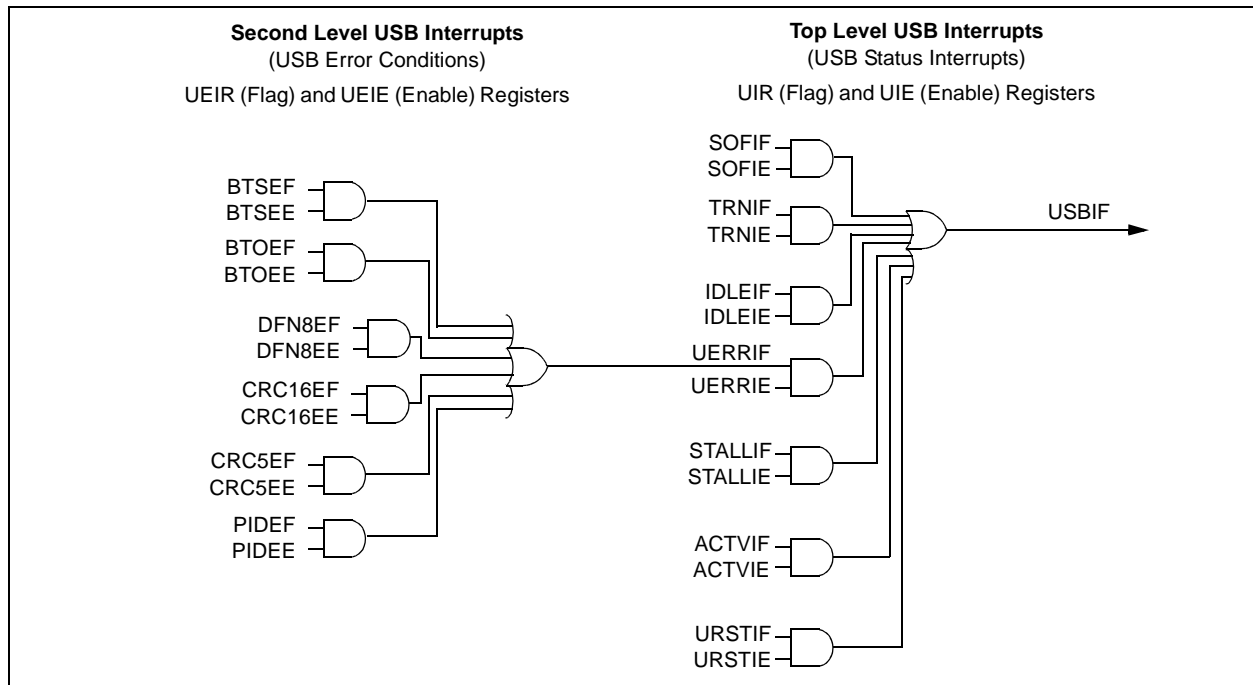 Second Level USB Interrupts
(USB Error Conditions)
UEIR (Flag) and UEIE (Enable) Registers
BTSEF
BTSEE
BTOEF
BTOEE
DFN8EF
DFN8EE
CRC16EF
CRC16EE
CRC5EF
CRC5EE
PIDEF
PIDEE
Top Level USB Interrupts
(USB Status Interrupts)
UIR (Flag) and UIE (Enable) Registers
SOFIF
SOFIE
TRNIF
TRNIE
IDLEIF
IDLEIE
UERRIF
UERRIE
STALLIF
STALLIE
ACTVIF
ACTVIE
URSTIF
URSTIE
USBIF